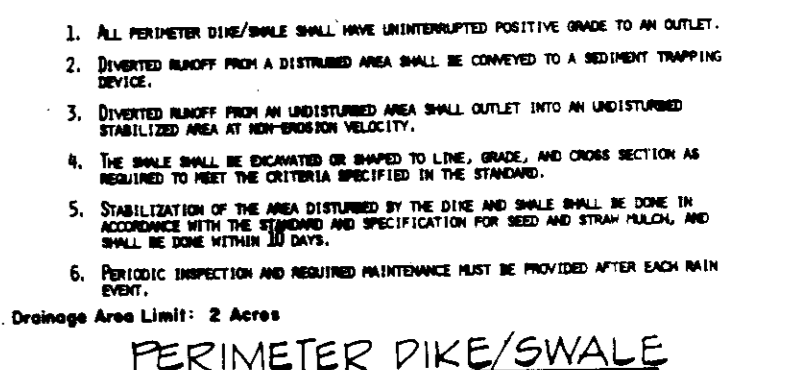 1. ALL PERIMETER DIKE/SWALE SHALL HAVE UNINTERRUPTED POSITIVE GRADE TO AN OUTLET.
2. DIVERTED RUNOFF FROM A DISTRUBED AREA SHALL BE CONVEYED TO A SEDIMENT TRAPPING
DEVICE.
3. DIVERTED RUNOFF FROM AN UNDISTURBED AREA SHALL OUTLET INTO AN UNDISTURBED
STABILIZED AREA AT NON-EROSION VELOCITY.
4. THE SWALE SHALL BE EXCAVATED OR SHAPED TO LINE, GRADE, AND CROSS SECTION AS
REQUIRED TO MEET THE CRITERIA SPECIFIED IN THE STANDARD.
5. STABILIZATION OF THE AREA DISTURBED BY THE DIKE AND SWALE SHALL BE DONE IN
ACCORDANCE WITH THE STANDARD AND SPECIFICATION FOR SEED AND STRAW MULCH, AND
SHALL BE DONE WITHIN 10 DAYS.
6. PERIODIC INSPECTION AND REQUIRED MAINTENANCE MUST BE PROVIDED AFTER EACH RAIN
EVENT.
Drainage Area Limit: 2 Acres
PERIMETER DIKE/SWALE